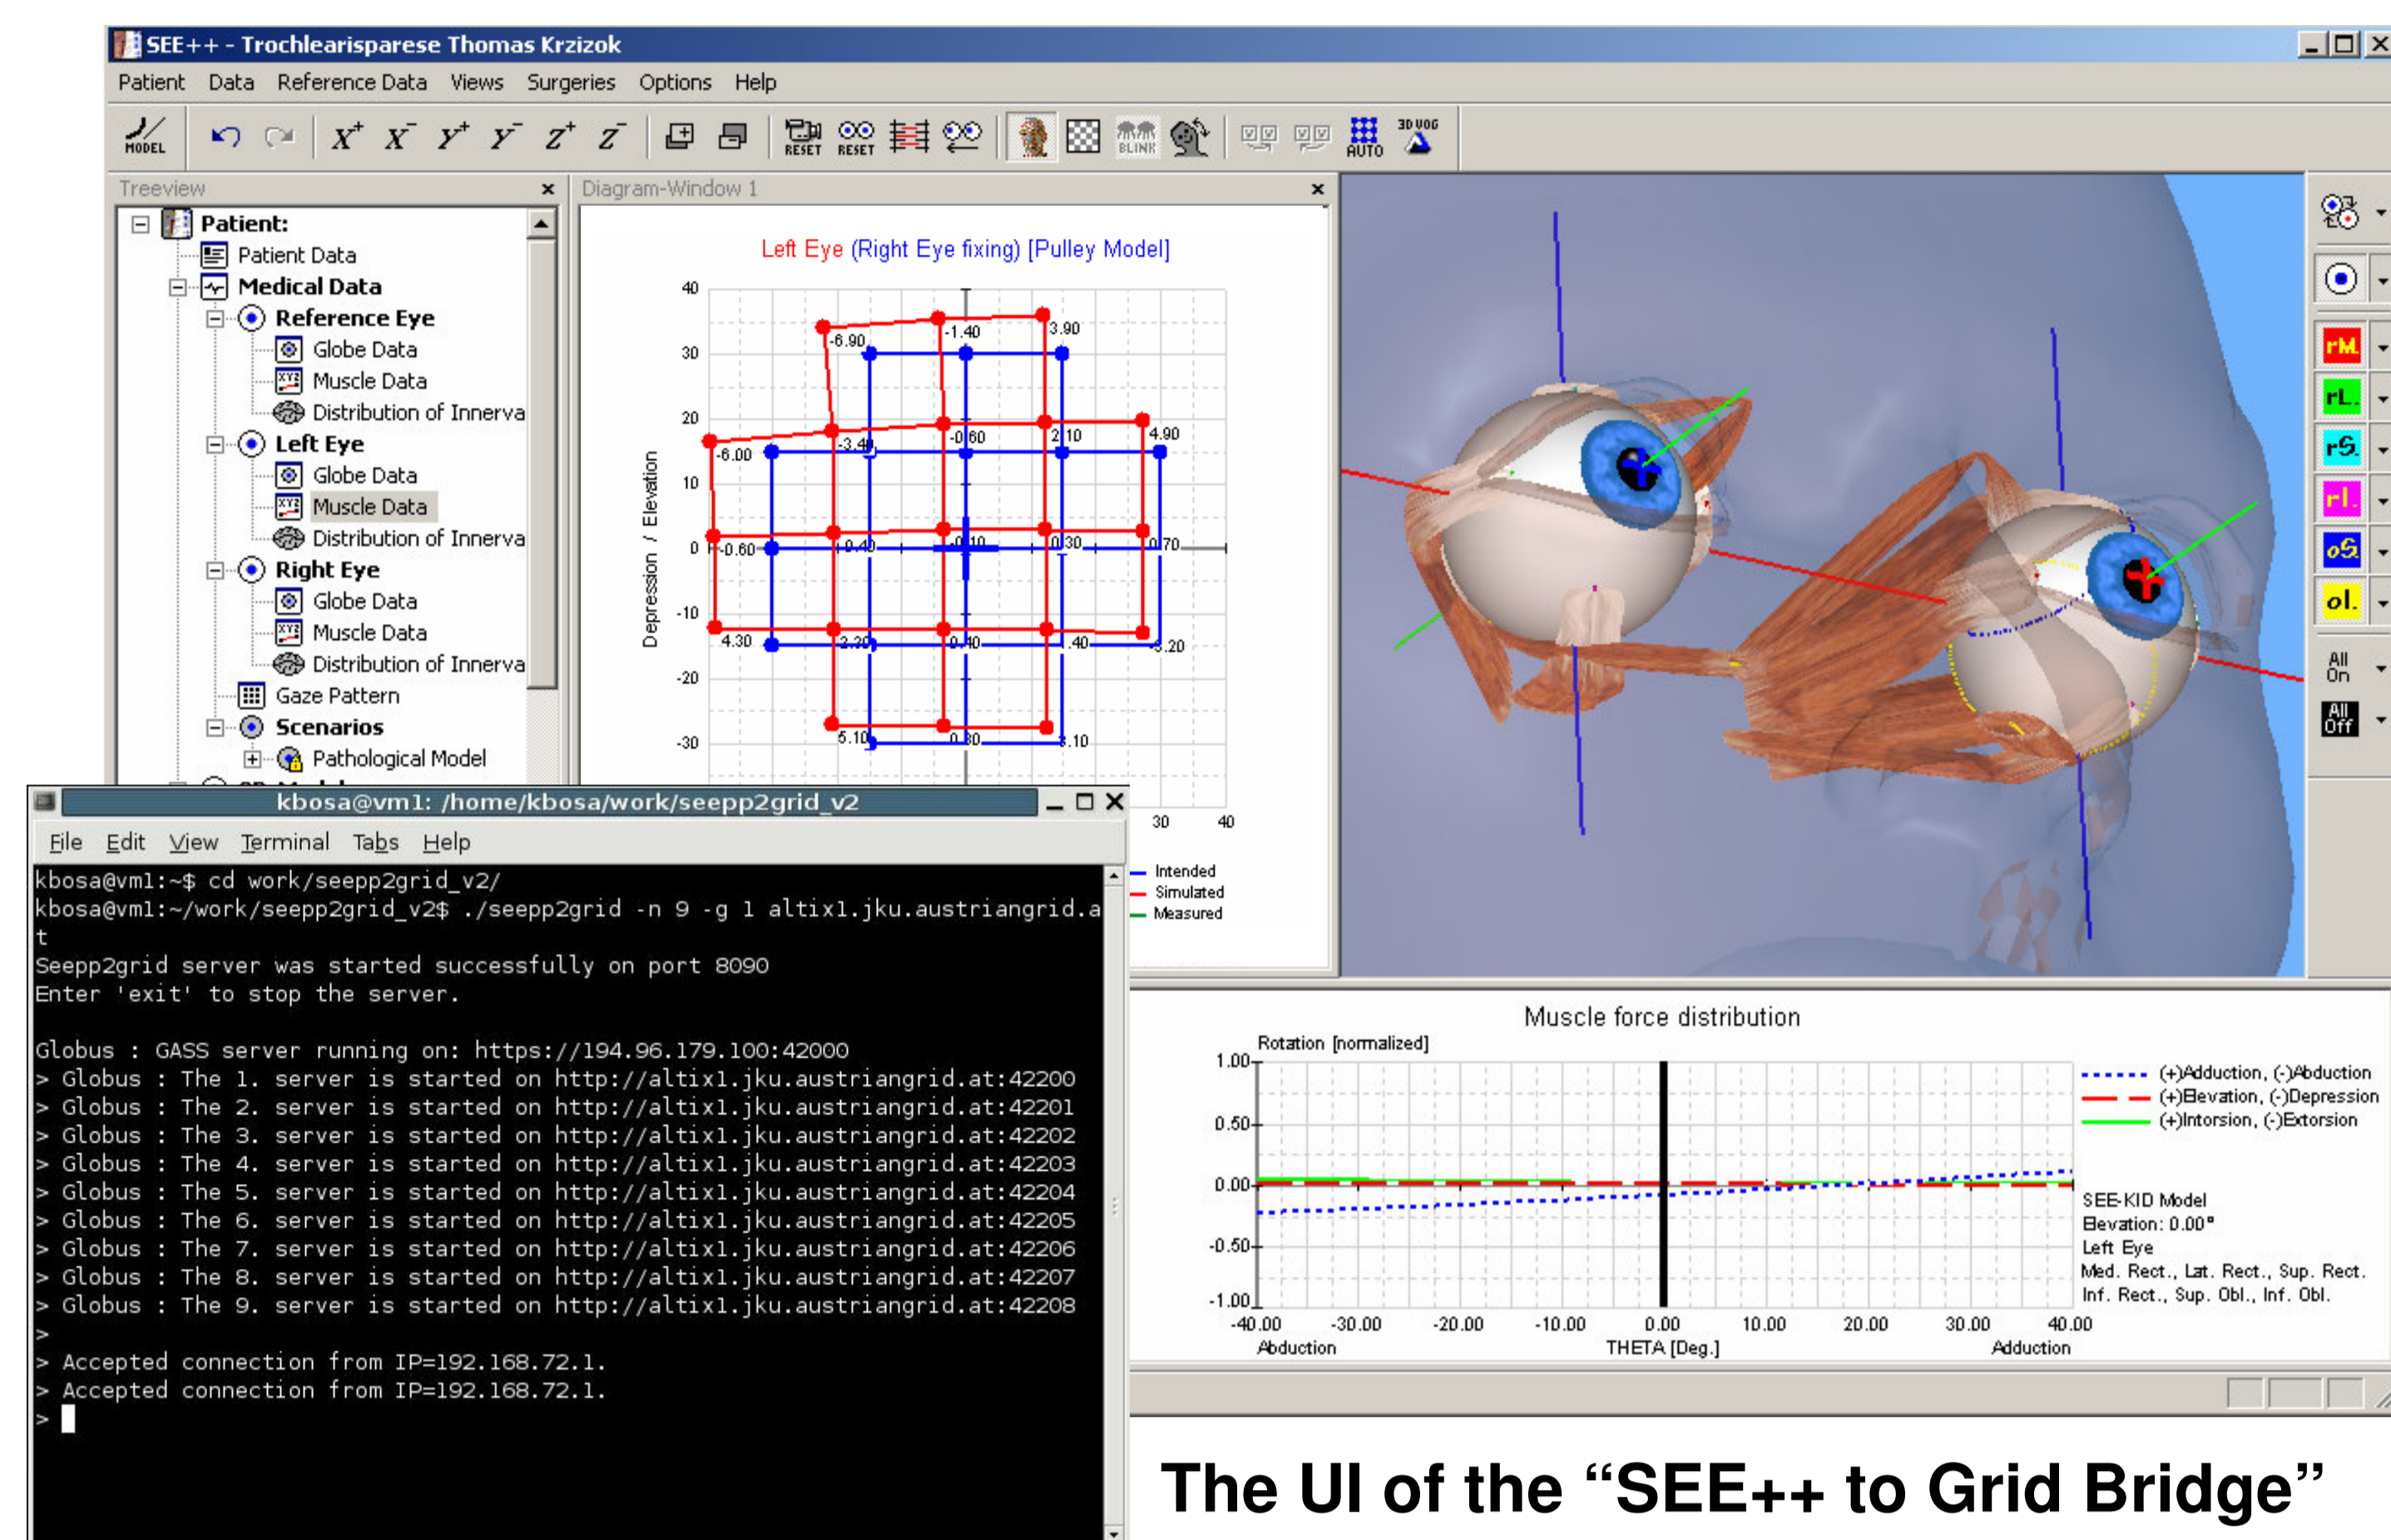 SEE++ - Trochlearisparese Thomas Krzizok
Patient Data Reference Data Views Surgeries Options Help
MODEL X+ X- Y+ Y- Z+ Z- RESET RESET BLINK AUTO 3D VOG
Treeview
Patient:
Patient Data
Medical Data
Reference Eye
Globe Data
Muscle Data
Distribution of Innerva
Left Eye
Globe Data
Muscle Data
Distribution of Innerva
Right Eye
Globe Data
Muscle Data
Distribution of Innerva
Gaze Pattern
Scenarios
Pathological Model
Diagram-Window 1
Left Eye (Right Eye fixing) [Pulley Model]
Depression / Elevation
40
30
20
10
0
-10
-20
-30
-6.90 -1.40 3.90
-6.00 -3.40 -0.60 2.10 4.90
-0.60 -0.40 -0.10 0.30 0.70
4.30 2.30 0.40
5.10
30 40
Intended
Simulated
Measured
rM.
rL.
rS.
rI.
oS.
oI.
All On
All Off
kbosa@vm1: /home/kbosa/work/seepp2grid_v2
File Edit View Terminal Tabs Help
kbosa@vm1:~$ cd work/seepp2grid_v2/
kbosa@vm1:~/work/seepp2grid_v2$ ./seepp2grid -n 9 -g 1 altix1.jku.austriangrid.a
t
Seepp2grid server was started successfully on port 8090
Enter 'exit' to stop the server.
Globus : GASS server running on: https://194.96.179.100:42000
> Globus : The 1. server is started on http://altix1.jku.austriangrid.at:42200
> Globus : The 2. server is started on http://altix1.jku.austriangrid.at:42201
> Globus : The 3. server is started on http://altix1.jku.austriangrid.at:42202
> Globus : The 4. server is started on http://altix1.jku.austriangrid.at:42203
> Globus : The 5. server is started on http://altix1.jku.austriangrid.at:42204
> Globus : The 6. server is started on http://altix1.jku.austriangrid.at:42205
> Globus : The 7. server is started on http://altix1.jku.austriangrid.at:42206
> Globus : The 8. server is started on http://altix1.jku.austriangrid.at:42207
> Globus : The 9. server is started on http://altix1.jku.austriangrid.at:42208
>
> Accepted connection from IP=192.168.72.1.
> Accepted connection from IP=192.168.72.1.
>
Muscle force distribution
Rotation [normalized]
1.00
0.50
0.00
-0.50
-1.00
-40.00 -30.00 -20.00 -10.00 0.00 10.00 20.00 30.00 40.00
Abduction THETA [Deg.] Adduction
(+)Adduction, (-)Abduction
(+)Elevation, (-)Depression
(+)Intorsion, (-)Extorsion
SEE-KID Model
Elevation: 0.00°
Left Eye
Med. Rect., Lat. Rect., Sup. Rect.
Inf. Rect., Sup. Obl., Inf. Obl.
The UI of the “SEE++ to Grid Bridge”